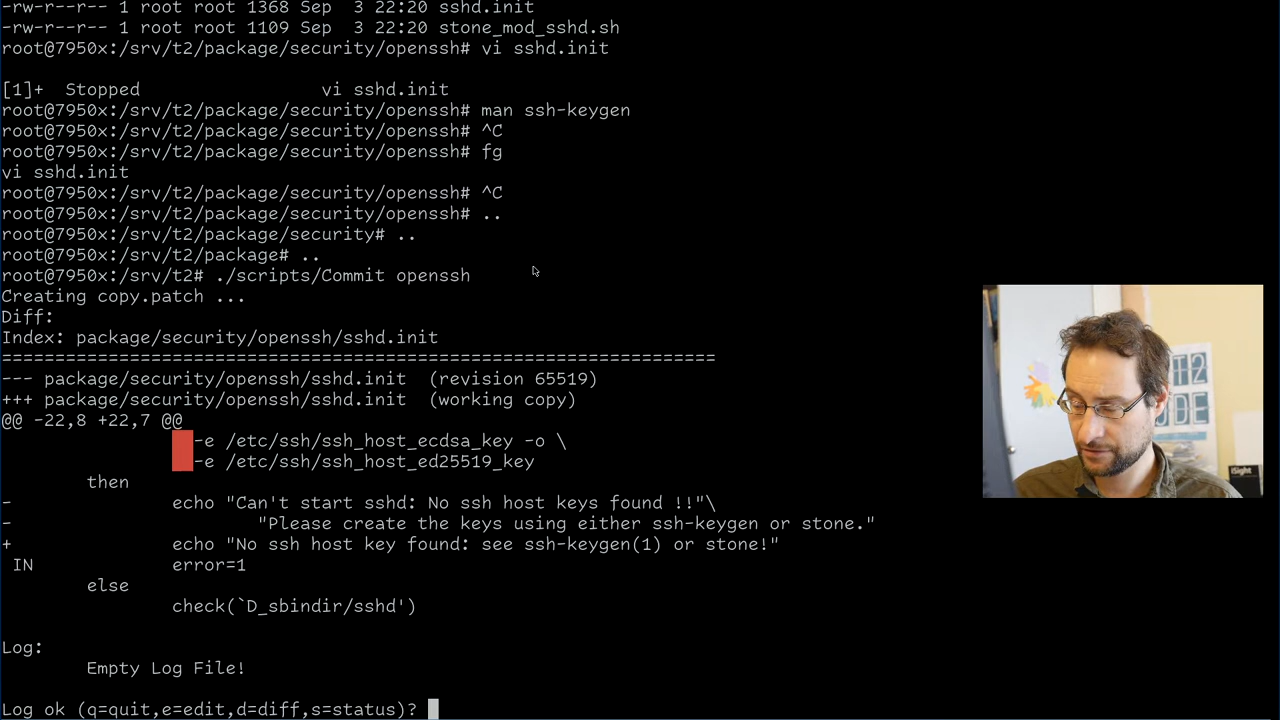 -rw-r--r-- 1 root root 1368 Sep  3 22:20 sshd.init
-rw-r--r-- 1 root root 1109 Sep  3 22:20 stone_mod_sshd.sh
root@7950x:/srv/t2/package/security/openssh# vi sshd.init
[1]+  Stopped                 vi sshd.init
root@7950x:/srv/t2/package/security/openssh# man ssh-keygen
root@7950x:/srv/t2/package/security/openssh# ^C
root@7950x:/srv/t2/package/security/openssh# fg
vi sshd.init
root@7950x:/srv/t2/package/security/openssh# ^C
root@7950x:/srv/t2/package/security/openssh# ..
root@7950x:/srv/t2/package/security# ..
root@7950x:/srv/t2/package# ..
root@7950x:/srv/t2# ./scripts/Commit openssh
Creating copy.patch ...
Diff:
Index: package/security/openssh/sshd.init
===================================================================
--- package/security/openssh/sshd.init  (revision 65519)
+++ package/security/openssh/sshd.init  (working copy)
@@ -22,8 +22,7 @@
-e /etc/ssh/ssh_host_ecdsa_key -o \
-e /etc/ssh/ssh_host_ed25519_key
then
-               echo "Can't start sshd: No ssh host keys found !!"\
-                       "Please create the keys using either ssh-keygen or stone."
+               echo "No ssh host key found: see ssh-keygen(1) or stone!"
IN             error=1
else
check(`D_sbindir/sshd')
Log:
Empty Log File!
Log ok (q=quit,e=edit,d=diff,s=status)?
T2
iSight